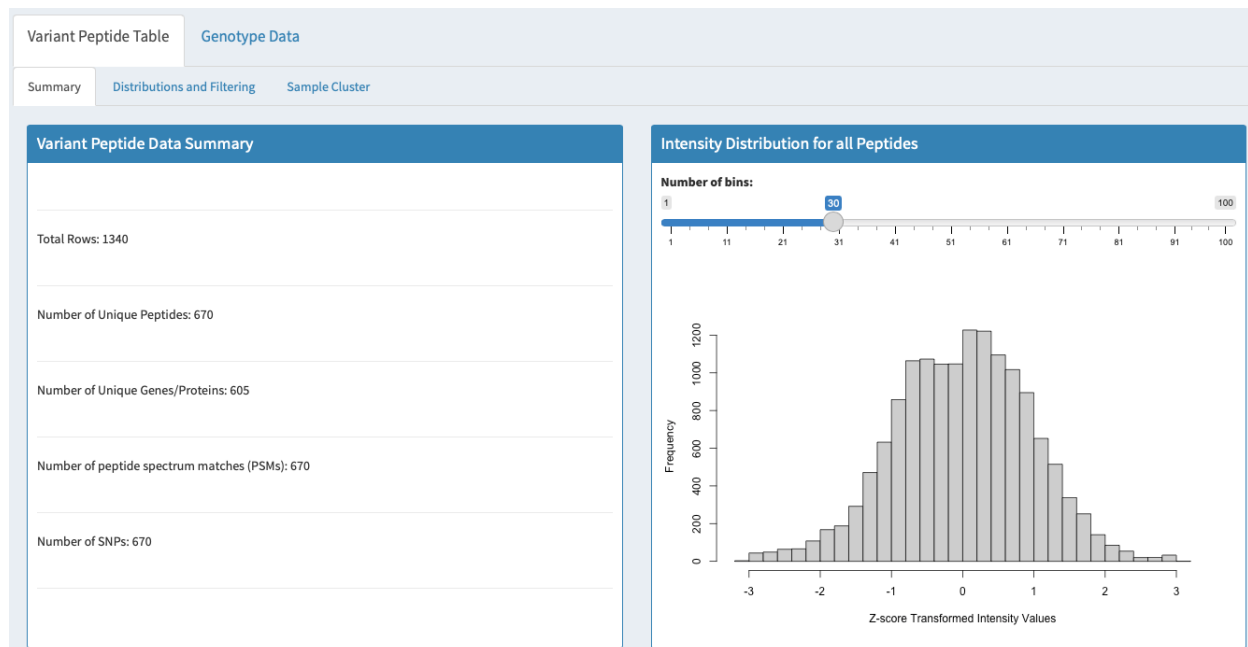 Variant Peptide Table Genotype Data
Summary Distributions and Filtering Sample Cluster
Variant Peptide Data Summary
Total Rows: 1340
Number of Unique Peptides: 670
Number of Unique Genes/Proteins: 605
Number of peptide spectrum matches (PSMs): 670
Number of SNPs: 670
Intensity Distribution for all Peptides
Number of bins:
1 30 100
1 11 21 31 41 51 61 71 81 91 100
Frequency
1200
1000
800
600
400
200
0
-3 -2 -1 0 1 2 3
Z-score Transformed Intensity Values